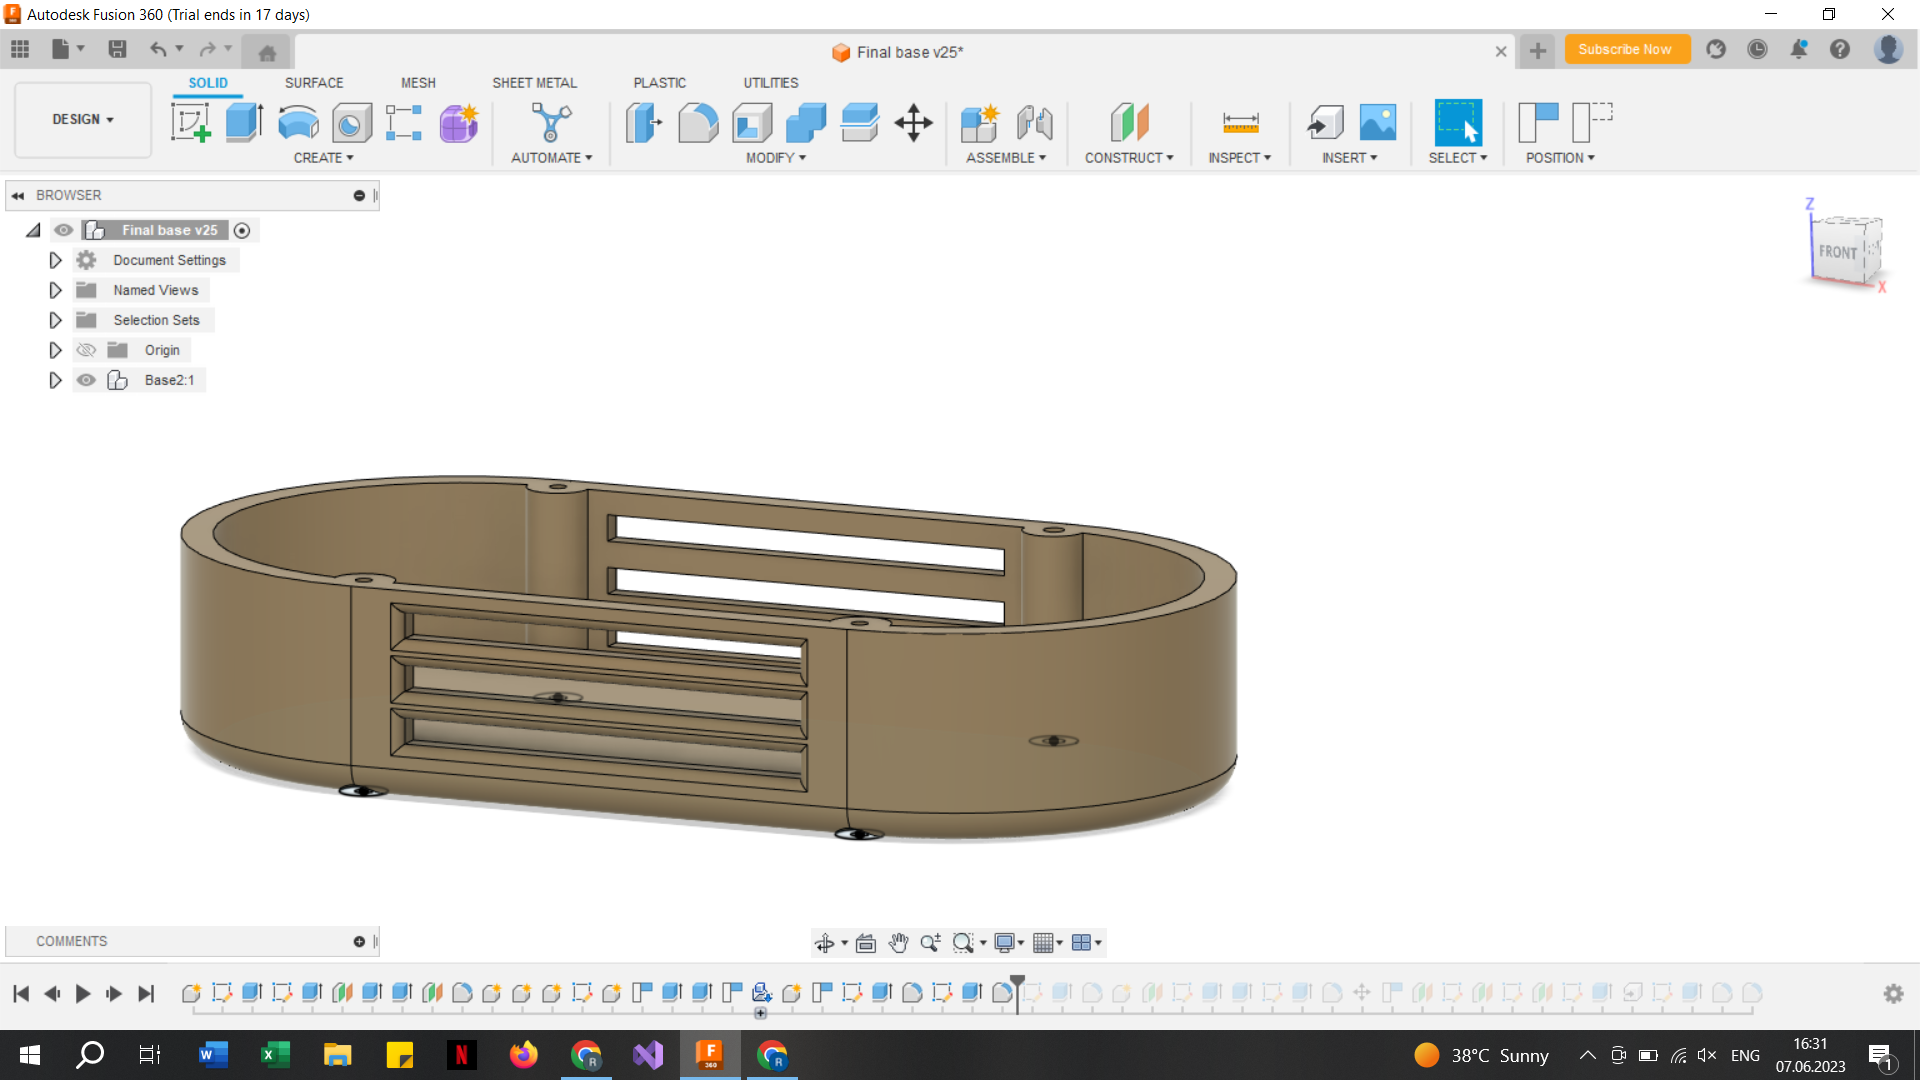 Autodesk Fusion 360 (Trial ends in 17 days)
Final base v25*
Subscribe Now
SOLID SURFACE MESH SHEET METAL PLASTIC UTILITIES
DESIGN
CREATE AUTOMATE MODIFY ASSEMBLE CONSTRUCT INSPECT INSERT SELECT POSITION
BROWSER
Final base v25
Document Settings
Named Views
Selection Sets
Origin
Base2:1
Z
FRONT
X
COMMENTS
38°C Sunny
ENG
16:31
07.06.2023
1